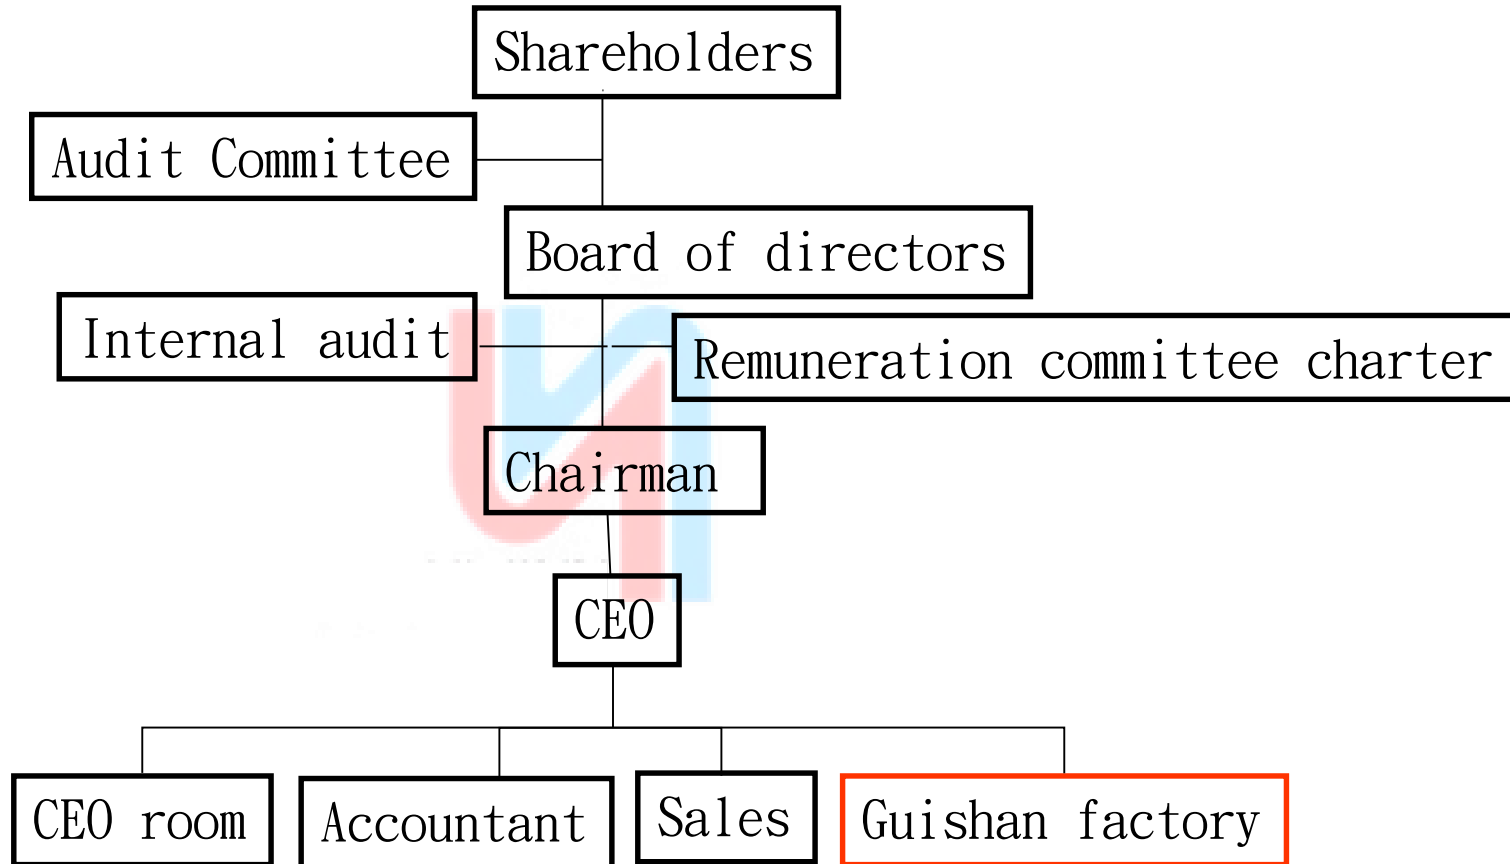 Shareholders
Audit Committee
Board of directors
Internal audit
Remuneration committee charter
Chairman
CEO
CEO room
Accountant
Sales
Guishan factory